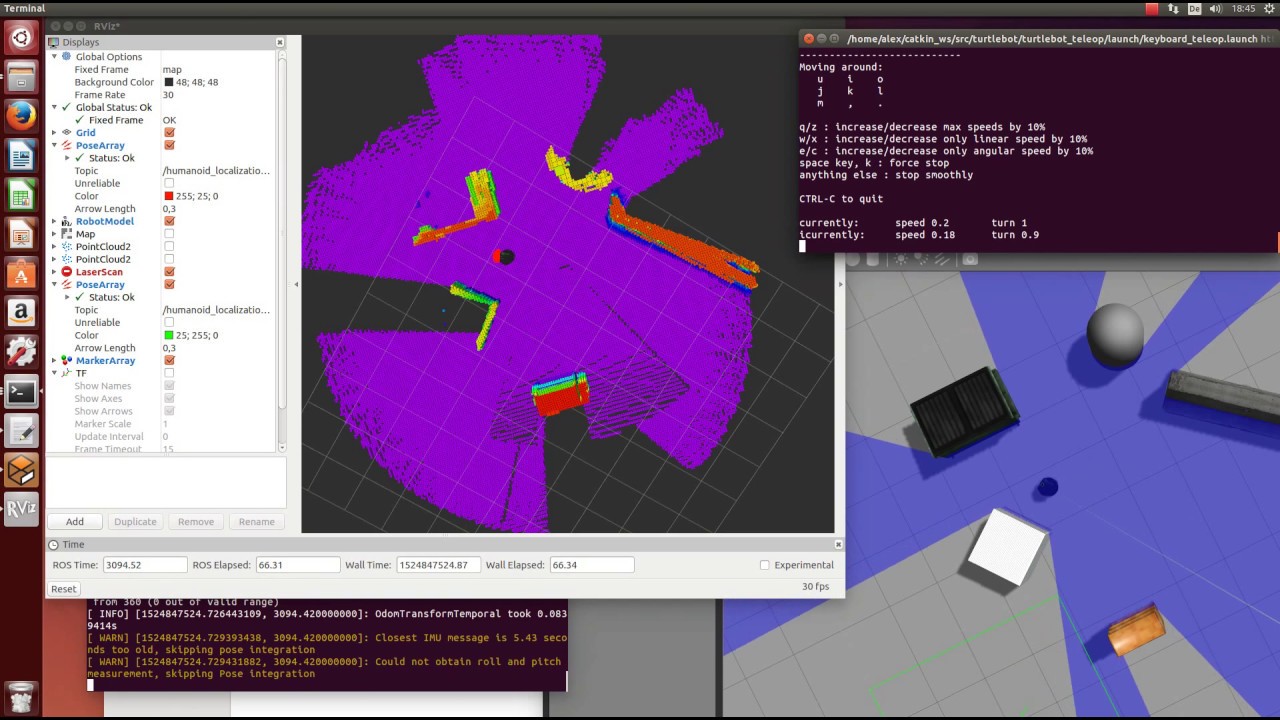 Terminal
De
18:45
RViz*
Displays
Global Options
Fixed Frame map
Background Color 48; 48; 48
Frame Rate 30
Global Status: Ok
Fixed Frame OK
Grid
PoseArray
Status: Ok
Topic /humanoid_localizatio...
Unreliable
Color 255; 25; 0
Arrow Length 0,3
RobotModel
Map
PointCloud2
PointCloud2
LaserScan
PoseArray
Status: Ok
Topic /humanoid_localizatio...
Unreliable
Color 25; 255; 0
Arrow Length 0,3
MarkerArray
TF
Show Names
Show Axes
Show Arrows
Marker Scale 1
Update Interval 0
Frame Timeout 15
Add Duplicate Remove Rename
Time
ROS Time: 3094.52 ROS Elapsed: 66.31 Wall Time: 1524847524.87 Wall Elapsed: 66.34 Experimental
Reset 30 fps
/home/alex/catkin_ws/src/turtlebot/turtlebot_teleop/launch/keyboard_teleop.launch
---------------------------
Moving around:
u i o
j k l
m , .
q/z : increase/decrease max speeds by 10%
w/x : increase/decrease only linear speed by 10%
e/c : increase/decrease only angular speed by 10%
space key, k : force stop
anything else : stop smoothly
CTRL-C to quit
currently: speed 0.2 turn 1
icurrently: speed 0.18 turn 0.9
from 360 (0 out of valid range)
[ INFO] [1524847524.726443109, 3094.420000000]: OdomTransformTemporal took 0.083
9414s
[ WARN] [1524847524.729393438, 3094.420000000]: Closest IMU message is 5.43 seco
nds too old, skipping pose integration
[ WARN] [1524847524.729431882, 3094.420000000]: Could not obtain roll and pitch
measurement, skipping Pose integration
RViz